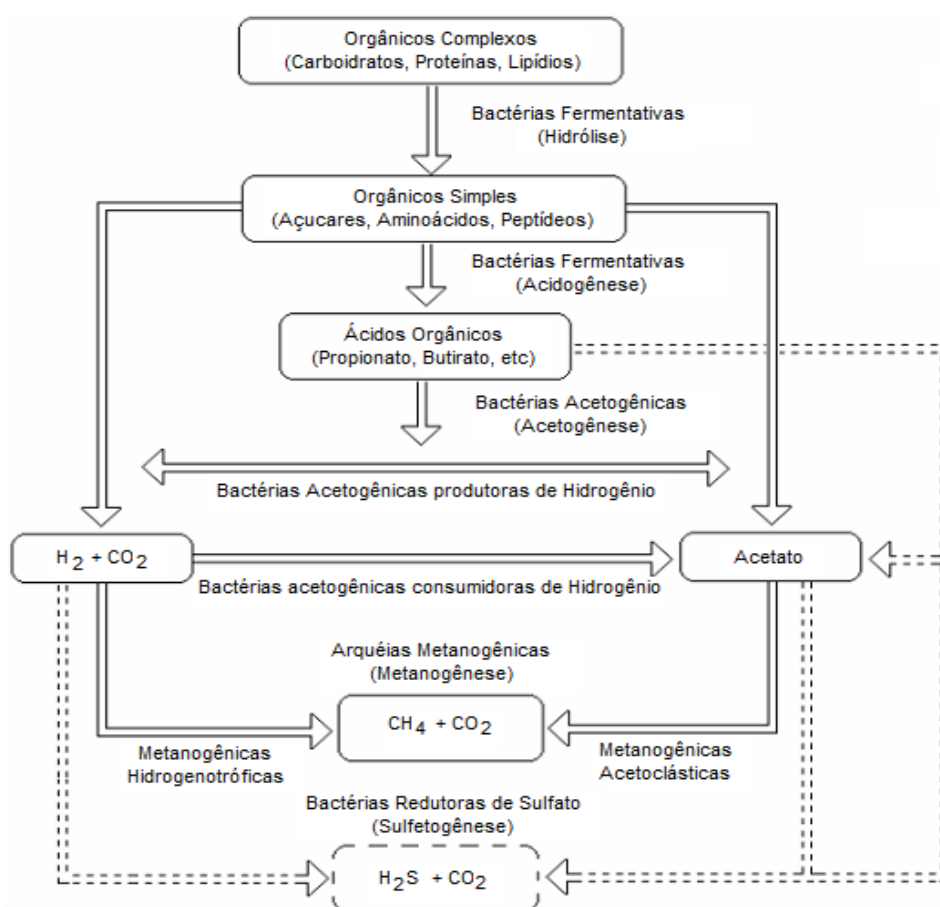 Orgânicos Complexos
(Carboidratos, Proteínas, Lipídios)
Bactérias Fermentativas
(Hidrólise)
Orgânicos Simples
(Açucares, Aminoácidos, Peptídeos)
Bactérias Fermentativas
(Acidogênese)
Ácidos Orgânicos
(Propionato, Butirato, etc)
Bactérias Acetogênicas
(Acetogênese)
Bactérias Acetogênicas produtoras de Hidrogênio
H2 + CO2
Acetato
Bactérias acetogênicas consumidoras de Hidrogênio
Arquéias Metanogênicas
(Metanogênese)
CH4 + CO2
Metanogênicas
Hidrogenotróficas
Metanogênicas
Acetoclásticas
Bactérias Redutoras de Sulfato
(Sulfetogênese)
H2S + CO2